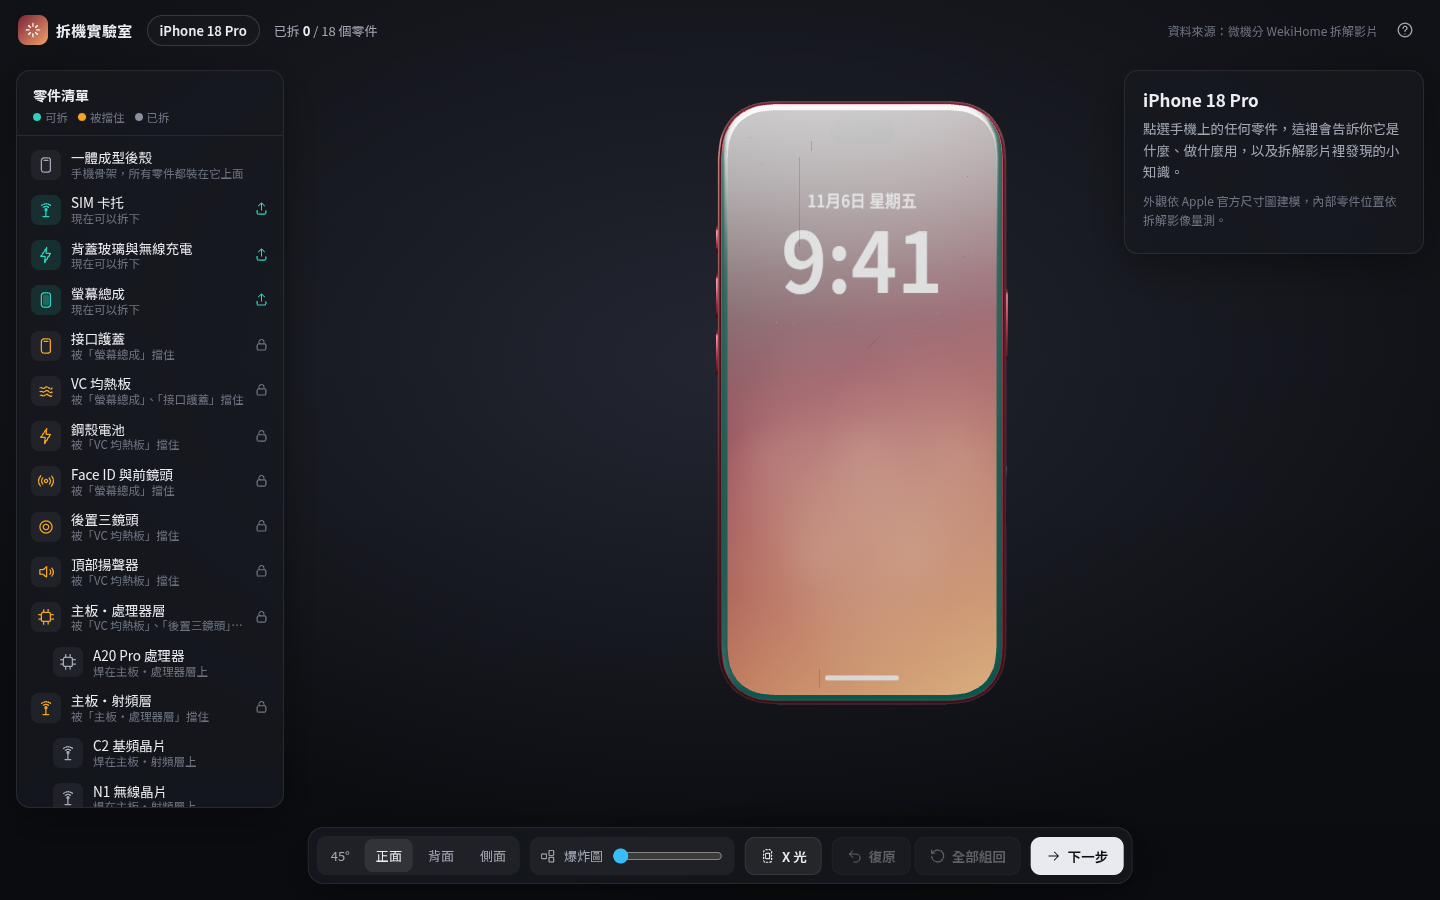 拆機實驗室
iPhone 18 Pro
已拆 0 / 18 個零件
資料來源：微機分 WekiHome 拆解影片
零件清單
可拆 被擋住 已拆
一體成型後殼
手機骨架，所有零件都裝在它上面
SIM 卡托
現在可以拆下
背蓋玻璃與無線充電
現在可以拆下
螢幕總成
現在可以拆下
接口護蓋
被「螢幕總成」擋住
VC 均熱板
被「螢幕總成」、「接口護蓋」擋住
鋼殼電池
被「VC 均熱板」擋住
Face ID 與前鏡頭
被「螢幕總成」擋住
後置三鏡頭
被「VC 均熱板」擋住
頂部揚聲器
被「VC 均熱板」擋住
主板・處理器層
被「VC 均熱板」、「後置三鏡頭」…
A20 Pro 處理器
焊在主板・處理器層上
主板・射頻層
被「主板・處理器層」擋住
C2 基頻晶片
焊在主板・射頻層上
N1 無線晶片
焊在主板・射頻層上
11月6日 星期五
9:41
iPhone 18 Pro
點選手機上的任何零件，這裡會告訴你它是
什麼、做什麼用，以及拆解影片裡發現的小
知識。
外觀依 Apple 官方尺寸圖建模，內部零件位置依
拆解影像量測。
45° 正面 背面 側面
爆炸圖
X 光
復原
全部組回
下一步